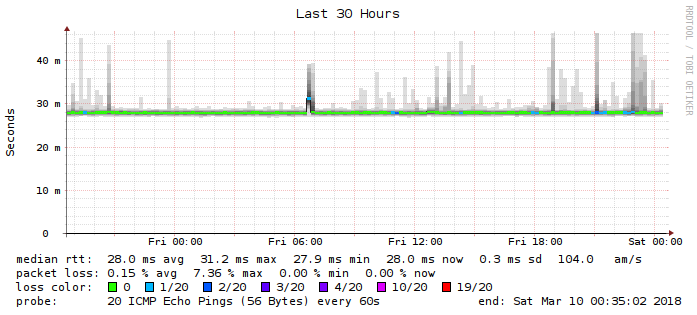 Last 30 Hours
RRDTOOL / TOBI OETIKER
Seconds
40 m
30 m
20 m
10 m
0
Fri 00:00 Fri 06:00 Fri 12:00 Fri 18:00 Sat 00:00
median rtt: 28.0 ms avg 31.2 ms max 27.9 ms min 28.0 ms now 0.3 ms sd 104.0 am/s
packet loss: 0.15 % avg 7.36 % max 0.00 % min 0.00 % now
loss color: 0 1/20 2/20 3/20 4/20 10/20 19/20
probe: 20 ICMP Echo Pings (56 Bytes) every 60s end: Sat Mar 10 00:35:02 2018